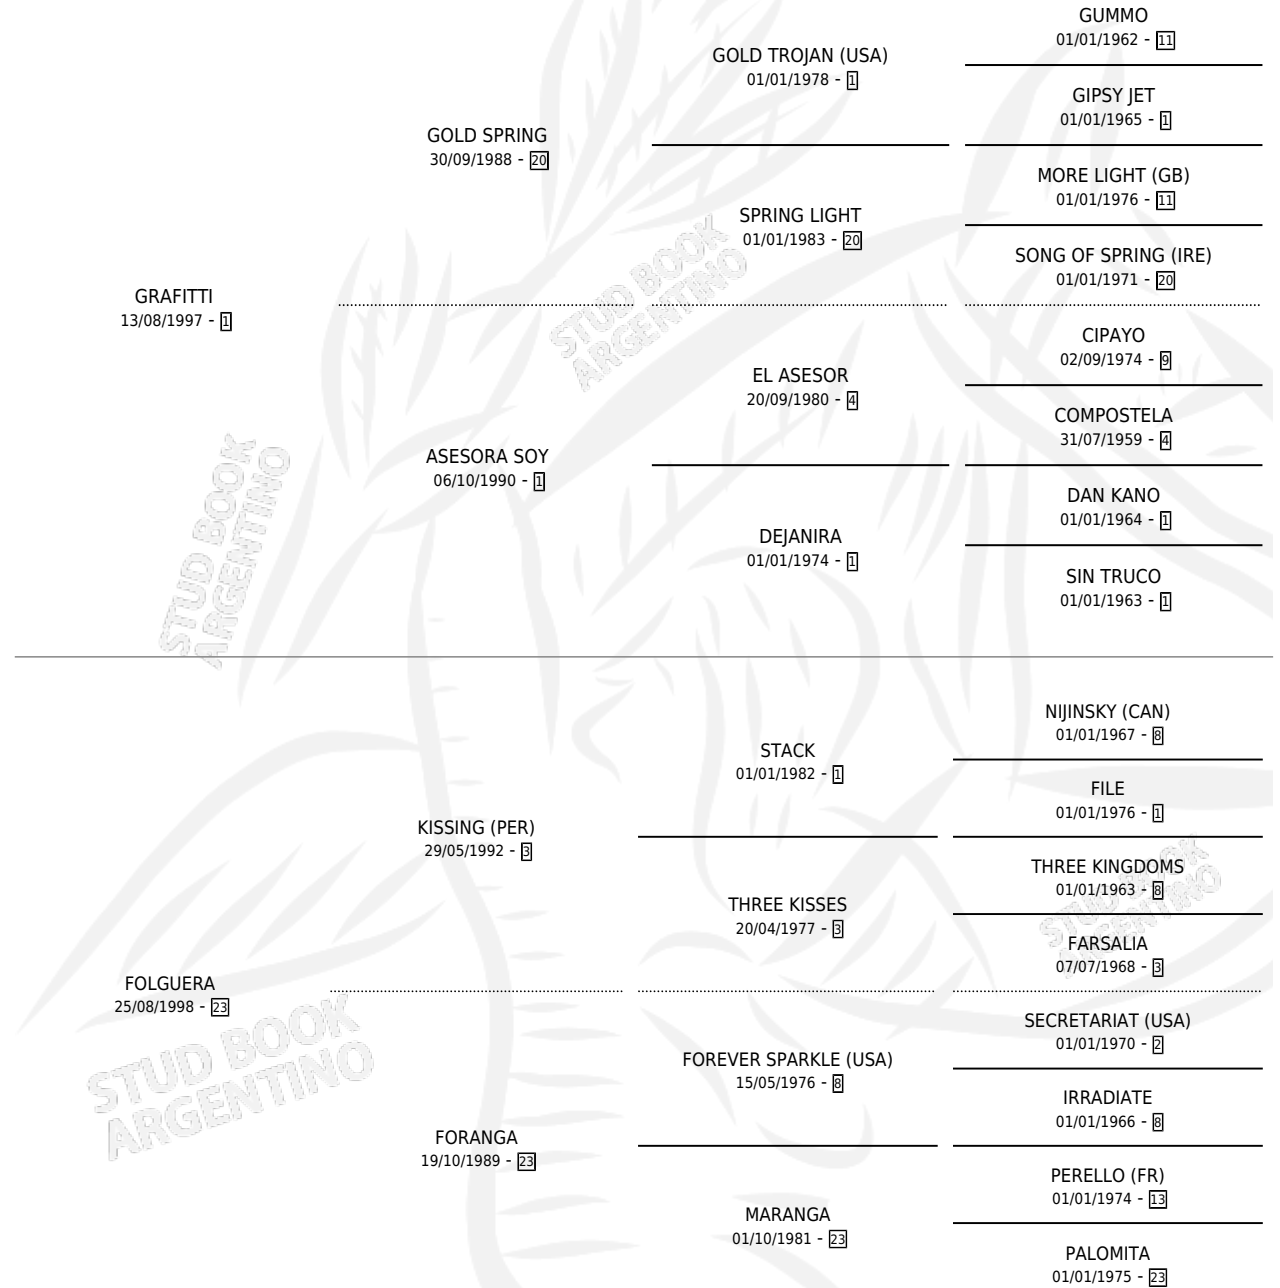 GUMMO
01/01/1962 - 11
GOLD TROJAN (USA)
01/01/1978 - 1
GIPSY JET
01/01/1965 - 1
GOLD SPRING
30/09/1988 - 20
MORE LIGHT (GB)
01/01/1976 - 11
SPRING LIGHT
01/01/1983 - 20
SONG OF SPRING (IRE)
01/01/1971 - 20
GRAFITTI
13/08/1997 - 1
CIPAYO
02/09/1974 - 9
EL ASESOR
20/09/1980 - 4
COMPOSTELA
31/07/1959 - 4
ASESORA SOY
06/10/1990 - 1
DAN KANO
01/01/1964 - 1
DEJANIRA
01/01/1974 - 1
SIN TRUCO
01/01/1963 - 1
STUD BOOK
ARGENTINO
STUD BOOK
ARGENTINO
NIJINSKY (CAN)
01/01/1967 - 8
STACK
01/01/1982 - 1
FILE
01/01/1976 - 1
KISSING (PER)
29/05/1992 - 3
THREE KINGDOMS
01/01/1963 - 8
THREE KISSES
20/04/1977 - 3
FARSALIA
07/07/1968 - 3
STUD BOOK
ARGENTINO
FOLGUERA
25/08/1998 - 23
SECRETARIAT (USA)
01/01/1970 - 2
FOREVER SPARKLE (USA)
15/05/1976 - 8
IRRADIATE
01/01/1966 - 8
STUD BOOK
ARGENTINO
FORANGA
19/10/1989 - 23
PERELLO (FR)
01/01/1974 - 13
MARANGA
01/10/1981 - 23
PALOMITA
01/01/1975 - 23